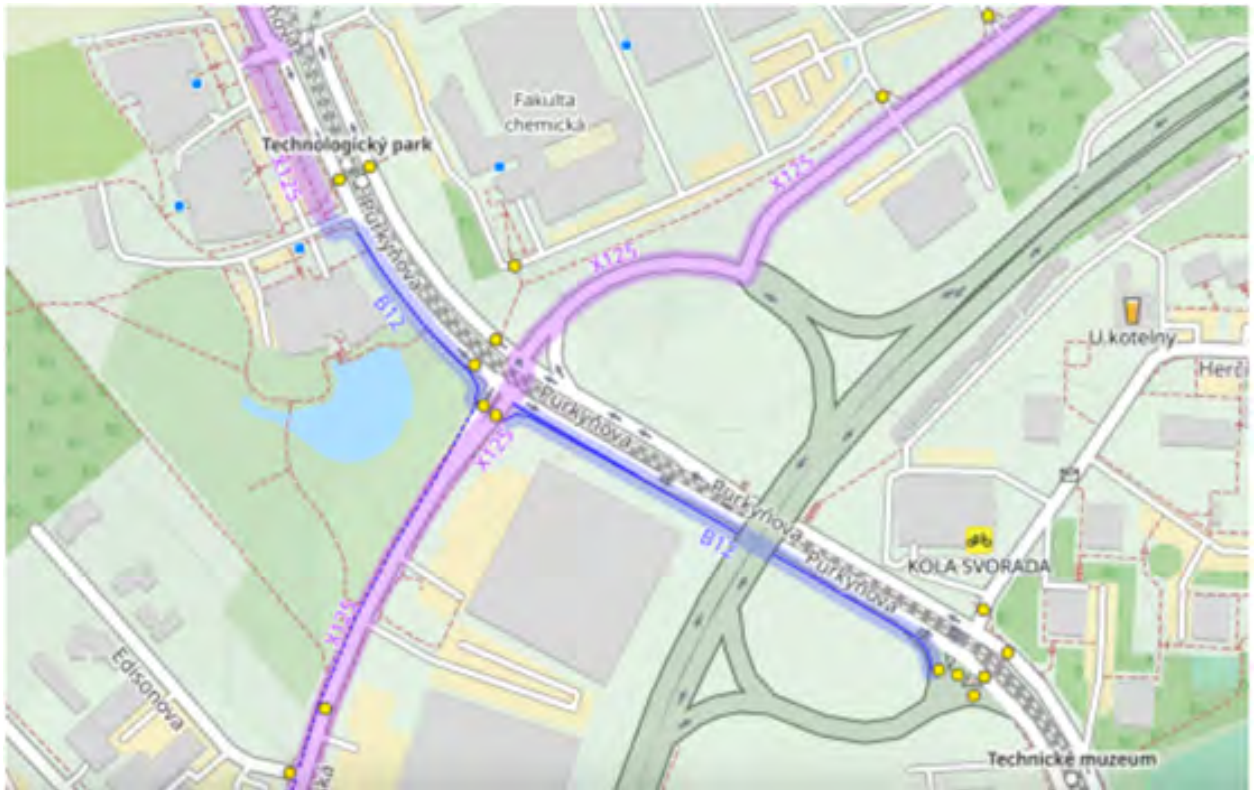 Fakulta
chemická
Technologický park
X125
X125
Purkyňova
X125
B12
U kotelny
Herči
Purkyňova
X125
Purkyňova
B12
Purkyňova
KOLA SVORADA
X125
Edisonova
Technické muzeum